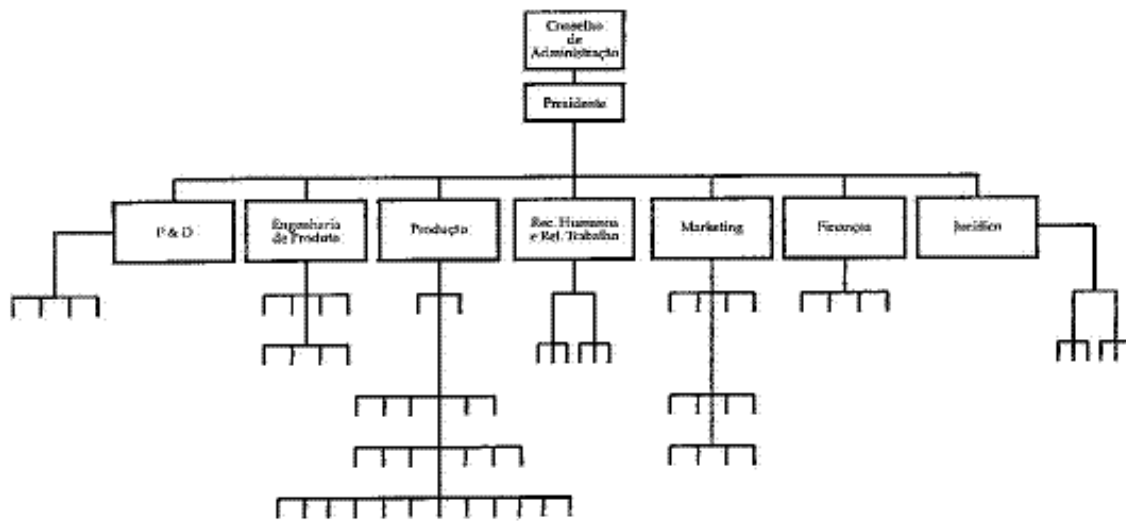 Conselho
de
Administração
Presidente
P & D
Engenharia
de Produto
Produção
Rec. Humanos
e Rel. Trabalho
Marketing
Finanças
Jurídico